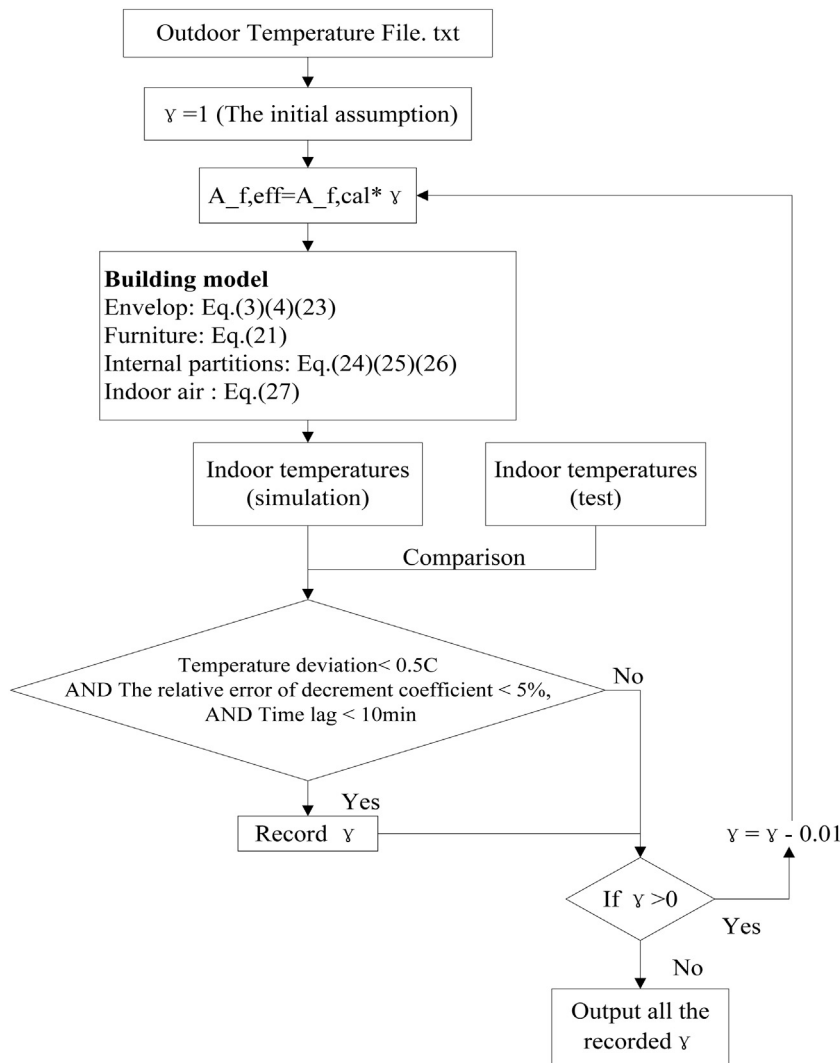 Outdoor Temperature File. txt
ɣ =1 (The initial assumption)
A_f,eff=A_f,cal* ɣ
Building model
Envelop: Eq.(3)(4)(23)
Furniture: Eq.(21)
Internal partitions: Eq.(24)(25)(26)
Indoor air : Eq.(27)
Indoor temperatures
(simulation)
Indoor temperatures
(test)
Comparison
Temperature deviation< 0.5C
AND The relative error of decrement coefficient < 5%,
AND Time lag < 10min
No
Yes
Record ɣ
ɣ = ɣ - 0.01
If ɣ >0
Yes
No
Output all the
recorded ɣ